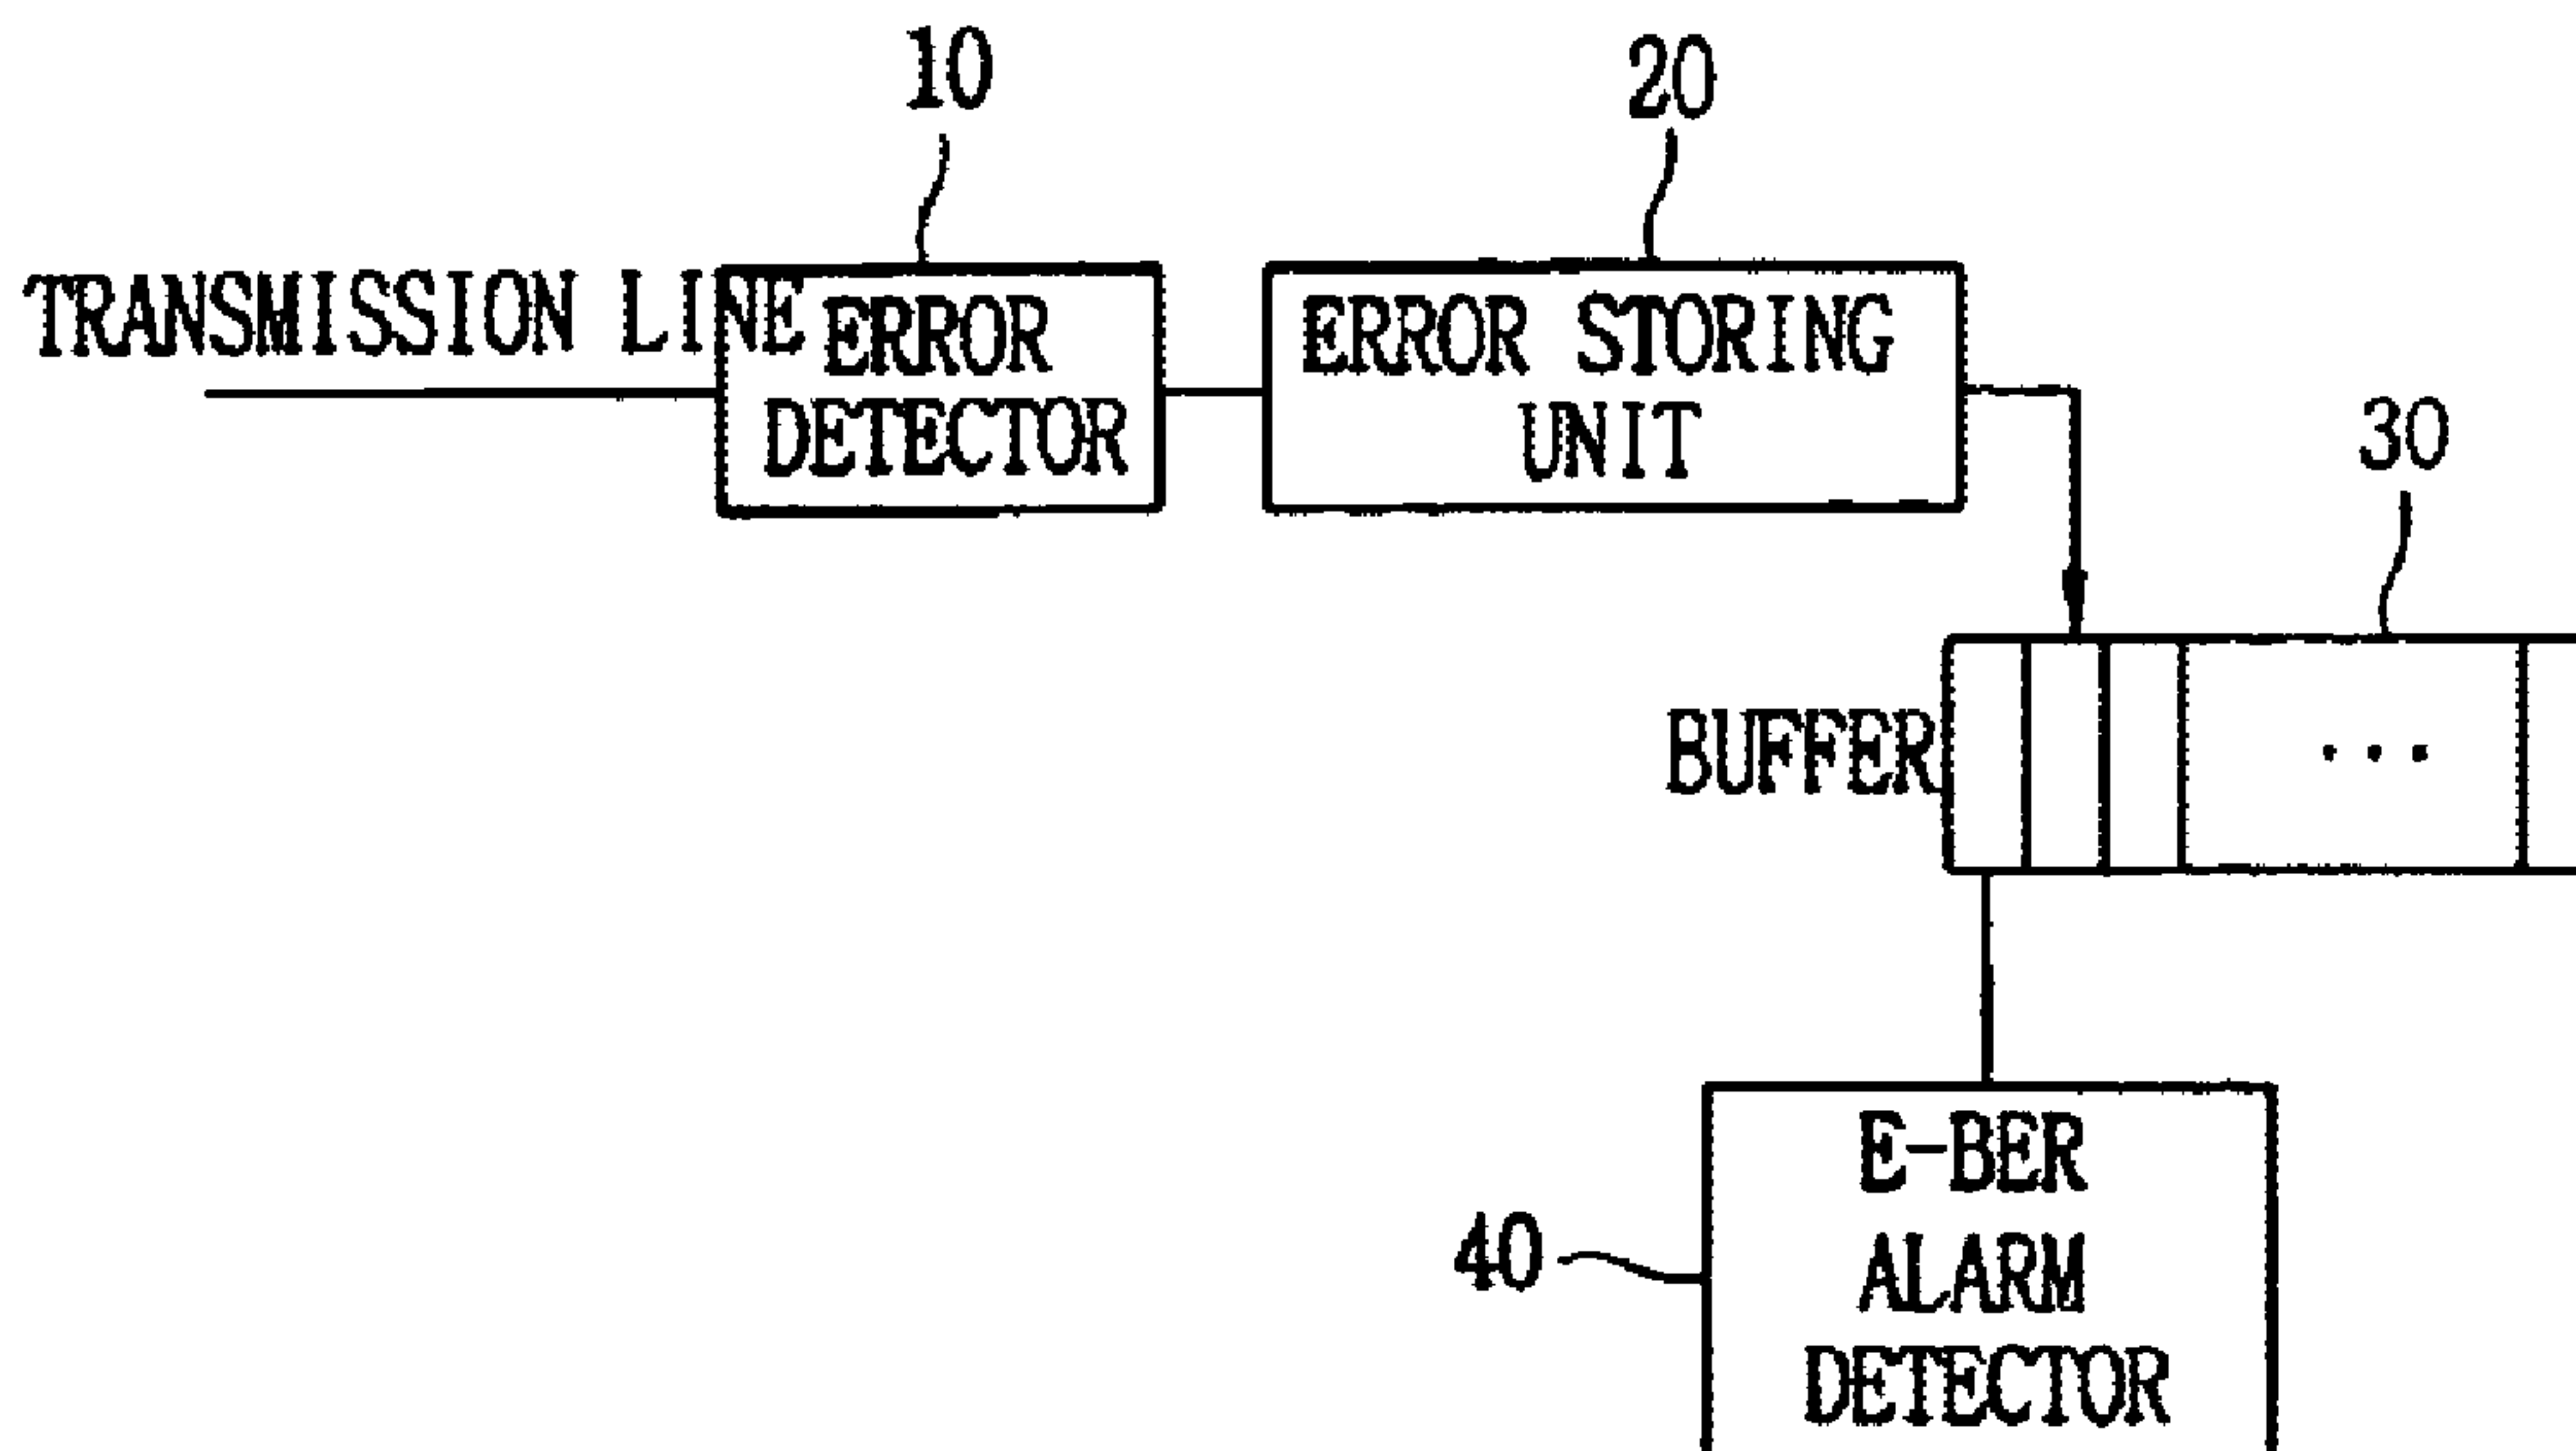 10
20
TRANSMISSION LINE
ERROR
DETECTOR
ERROR STORING
UNIT
30
BUFFER
...
E-BER
ALARM
DETECTOR
40